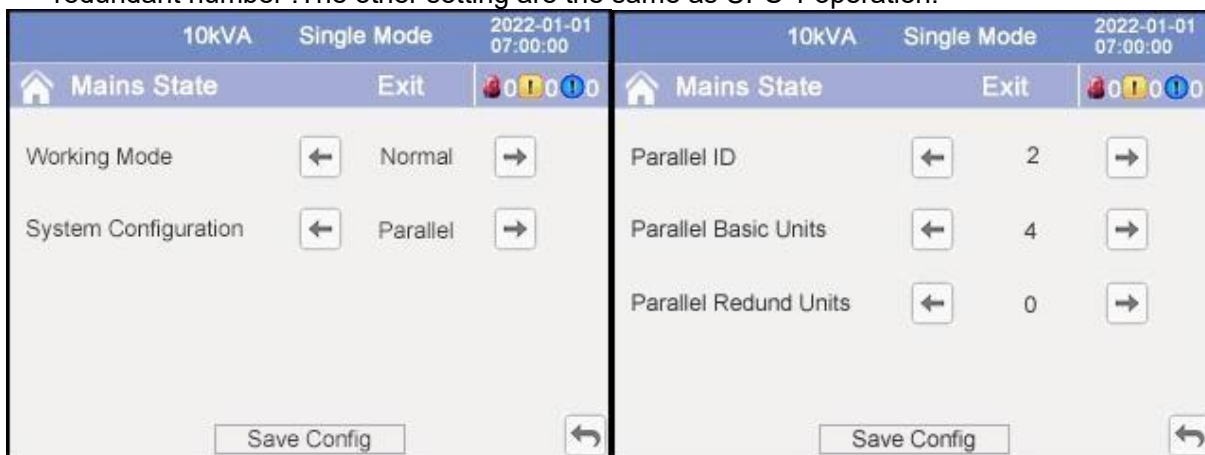 redundant number .The other setting are the same as UPS 1 operation.
10kVA Single Mode 2022-01-01
07:00:00
Mains State Exit 0 0 0
Working Mode Normal
System Configuration Parallel
Save Config
10kVA Single Mode 2022-01-01
07:00:00
Mains State Exit 0 0 0
Parallel ID 2
Parallel Basic Units 4
Parallel Redund Units 0
Save Config